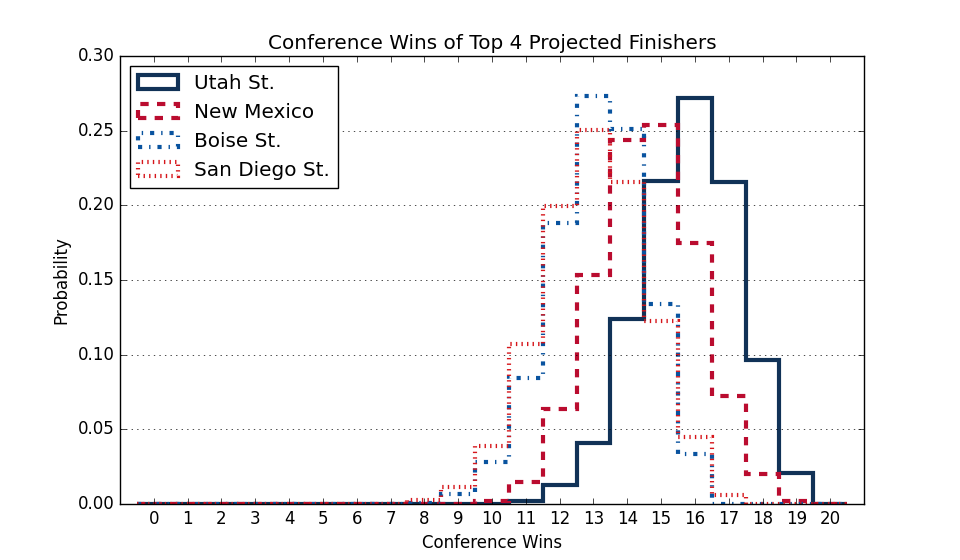 Conference Wins of Top 4 Projected Finishers
Utah St.
New Mexico
Boise St.
San Diego St.
Probability
0.30
0.25
0.20
0.15
0.10
0.05
0.00
0 1 2 3 4 5 6 7 8 9 10 11 12 13 14 15 16 17 18 19 20
Conference Wins